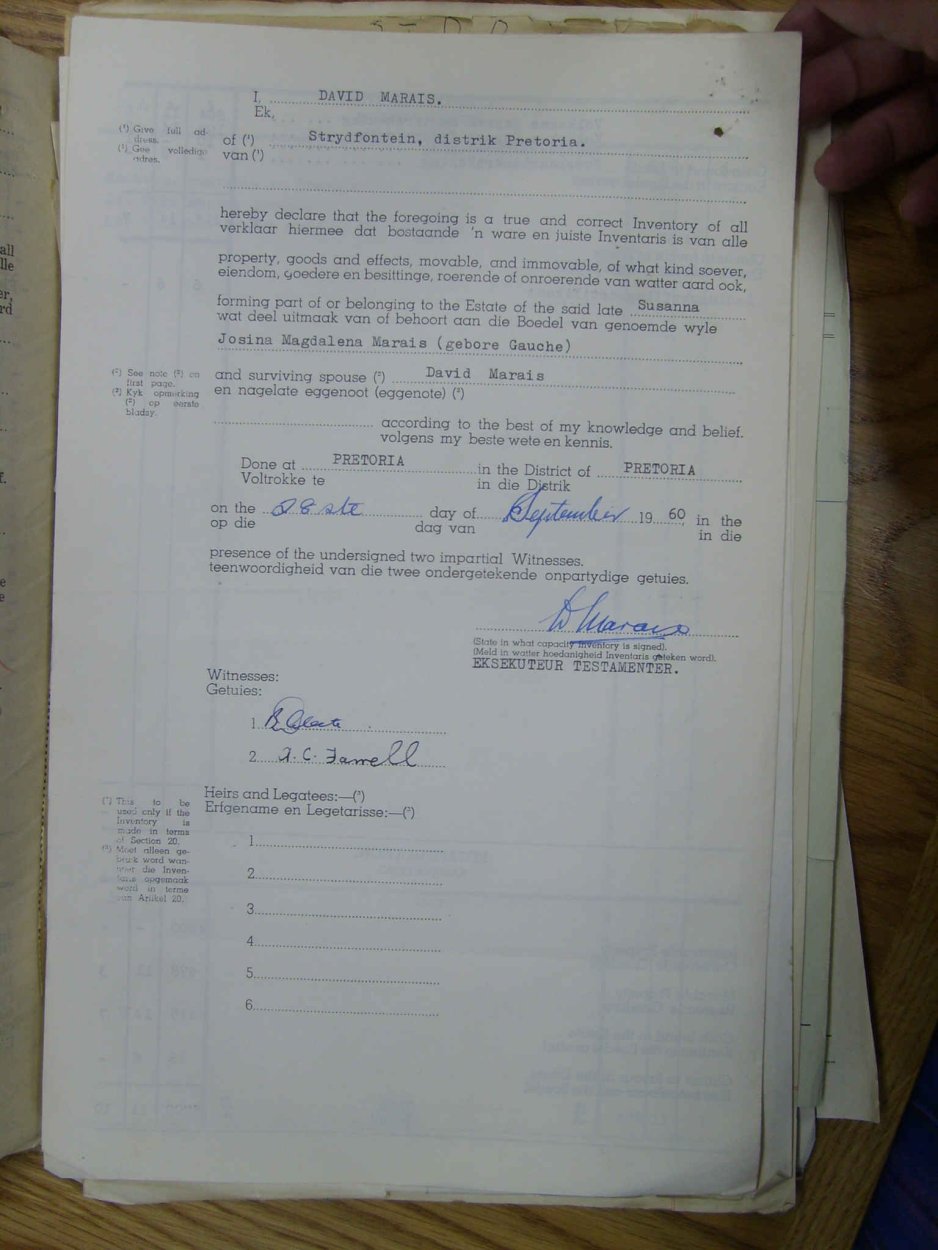 I, DAVID MARAIS.
Ek,
(¹) Give full ad-
dress.
(¹) Gee volledige
adres.
of (¹) Strydfontein, distrik Pretoria.
van (¹)
hereby declare that the foregoing is a true and correct Inventory of all
verklaar hiermee dat bostaande 'n ware en juiste Inventaris is van alle
property, goods and effects, movable, and immovable, of what kind soever,
eiendom, goedere en besittinge, roerende of onroerende van watter aard ook,
forming part of or belonging to the Estate of the said late Susanna
wat deel uitmaak van of behoort aan die Boedel van genoemde wyle
Josina Magdalena Marais (gebore Gauche)
(²) See note (²) on
first page.
(²) Kyk opmerking
(²) op eerste
bladsy.
and surviving spouse (²) David Marais
en nagelate eggenoot (eggenote) (²)
according to the best of my knowledge and belief.
volgens my beste wete en kennis.
Done at PRETORIA in the District of PRETORIA
Voltrokke te in die Distrik
on the 28ste day of September 19 60, in the
op die dag van in die
presence of the undersigned two impartial Witnesses.
teenwoordigheid van die twee ondergetekende onpartydige getuies.
D Marais
(State in what capacity Inventory is signed).
(Meld in watter hoedanigheid Inventaris geteken word).
EKSEKUTEUR TESTAMENTER.
Witnesses:
Getuies:
1.
2. C. Farrell
Heirs and Legatees:—(³)
Erfgename en Legetarisse:—(³)
(³) This to be
used only if the
Inventory is
made in terms
of Section 20.
(³) Moet alleen ge-
bruik word wan-
neer die Inven-
taris opgemaak
word in terme
van Artikel 20.
1.
2.
3.
4.
5.
6.